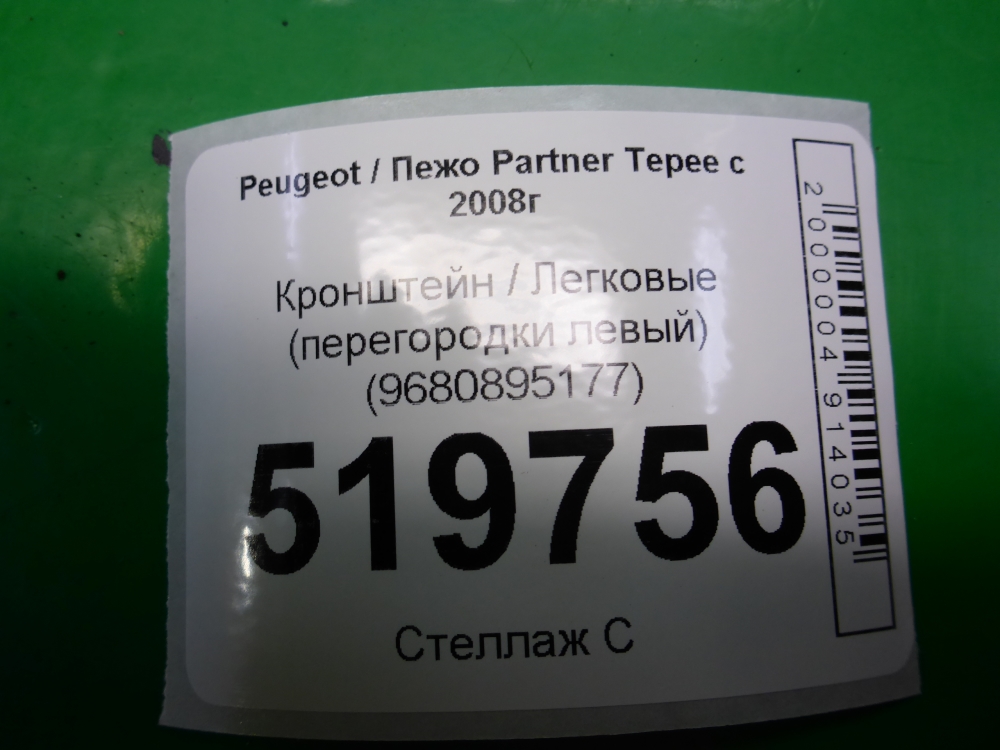 Peugeot / Пежо Partner Tepee с
2008г
Кронштейн / Легковые
(перегородки левый)
(9680895177)
519756
Стеллаж С
2000004914035